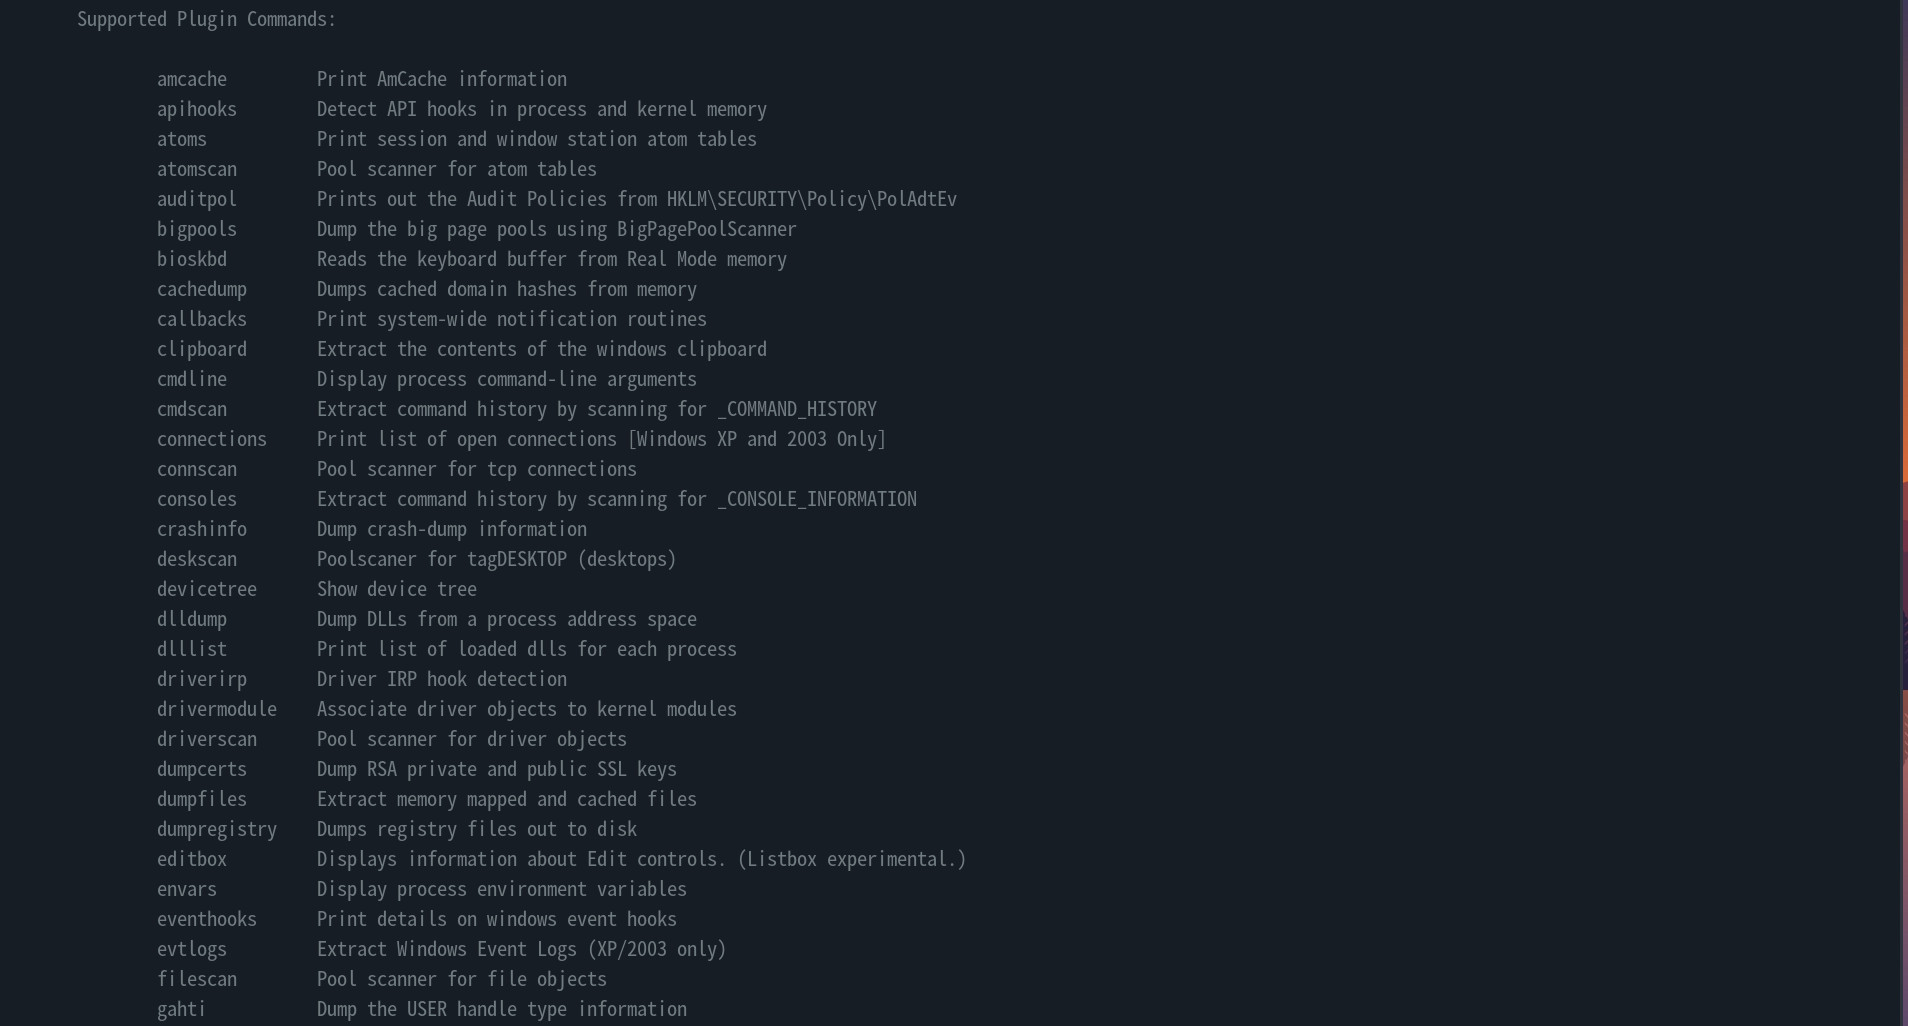 Supported Plugin Commands:
amcache Print AmCache information
apihooks Detect API hooks in process and kernel memory
atoms Print session and window station atom tables
atomscan Pool scanner for atom tables
auditpol Prints out the Audit Policies from HKLM\SECURITY\Policy\PolAdtEv
bigpools Dump the big page pools using BigPagePoolScanner
bioskbd Reads the keyboard buffer from Real Mode memory
cachedump Dumps cached domain hashes from memory
callbacks Print system-wide notification routines
clipboard Extract the contents of the windows clipboard
cmdline Display process command-line arguments
cmdscan Extract command history by scanning for _COMMAND_HISTORY
connections Print list of open connections [Windows XP and 2003 Only]
connscan Pool scanner for tcp connections
consoles Extract command history by scanning for _CONSOLE_INFORMATION
crashinfo Dump crash-dump information
deskscan Poolscaner for tagDESKTOP (desktops)
devicetree Show device tree
dlldump Dump DLLs from a process address space
dlllist Print list of loaded dlls for each process
driverirp Driver IRP hook detection
drivermodule Associate driver objects to kernel modules
driverscan Pool scanner for driver objects
dumpcerts Dump RSA private and public SSL keys
dumpfiles Extract memory mapped and cached files
dumpregistry Dumps registry files out to disk
editbox Displays information about Edit controls. (Listbox experimental.)
envars Display process environment variables
eventhooks Print details on windows event hooks
evtlogs Extract Windows Event Logs (XP/2003 only)
filescan Pool scanner for file objects
gahti Dump the USER handle type information